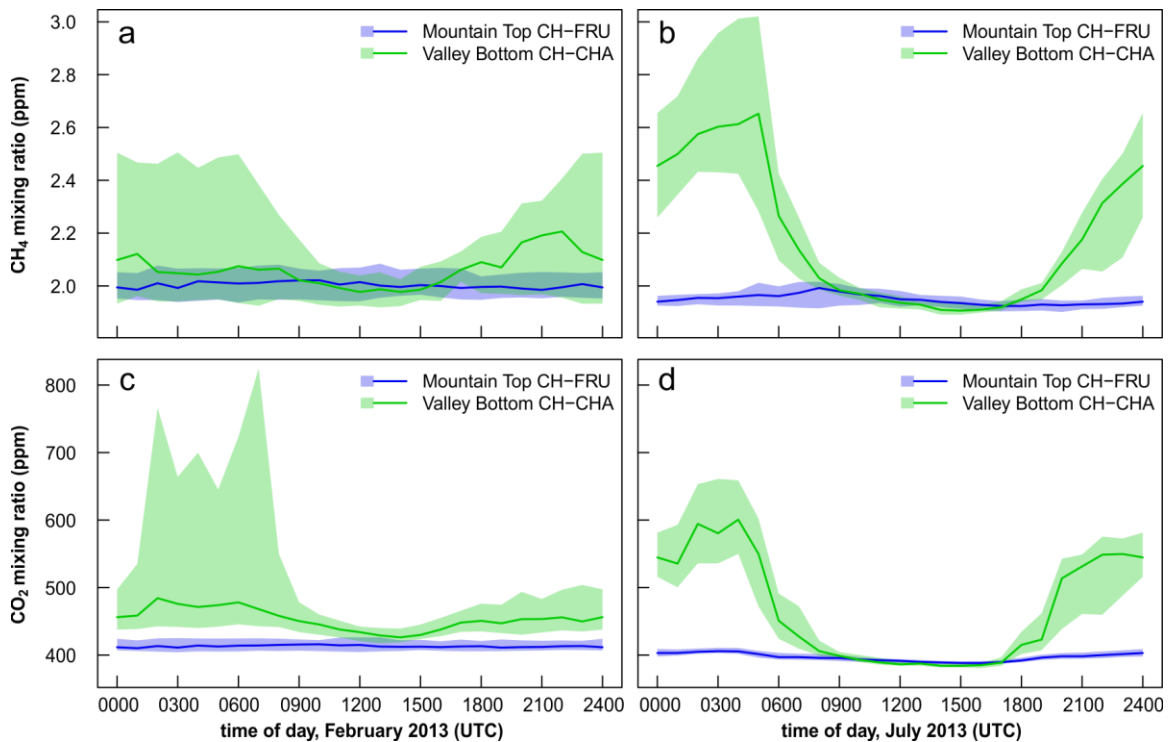 a
Mountain Top CH−FRU
Valley Bottom CH−CHA
b
Mountain Top CH−FRU
Valley Bottom CH−CHA
CH4 mixing ratio (ppm)
3.0
2.8
2.6
2.4
2.2
2.0
c
Mountain Top CH−FRU
Valley Bottom CH−CHA
d
Mountain Top CH−FRU
Valley Bottom CH−CHA
CO2 mixing ratio (ppm)
800
700
600
500
400
0000 0300 0600 0900 1200 1500 1800 2100 2400
0000 0300 0600 0900 1200 1500 1800 2100 2400
time of day, February 2013 (UTC)
time of day, July 2013 (UTC)